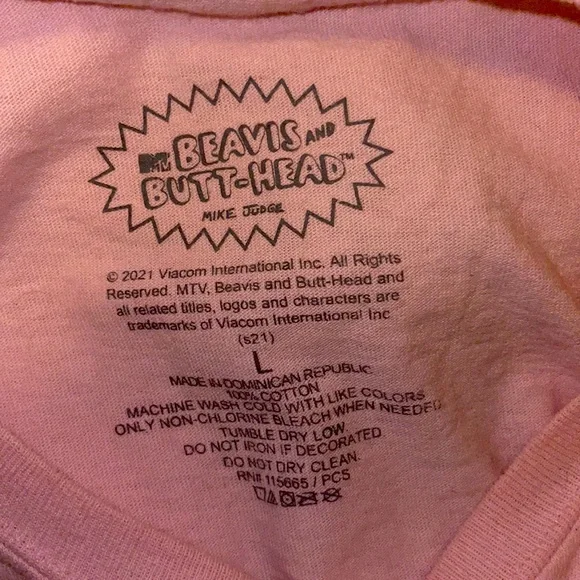 MTV BEAVIS AND
BUTT-HEAD™
MIKE JUDGE
© 2021 Viacom International Inc. All Rights
Reserved. MTV, Beavis and Butt-Head and
all related titles, logos and characters are
trademarks of Viacom International Inc
(s21)
L
MADE IN DOMINICAN REPUBLIC
100% COTTON
MACHINE WASH COLD WITH LIKE COLORS
ONLY NON-CHLORINE BLEACH WHEN NEEDED
TUMBLE DRY LOW
DO NOT IRON IF DECORATED
DO NOT DRY CLEAN.
RN# 115665 / PC5